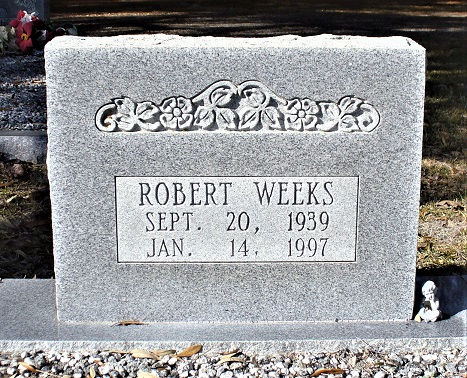 ROBERT WEEKS
SEPT. 20, 1939
JAN. 14, 1997